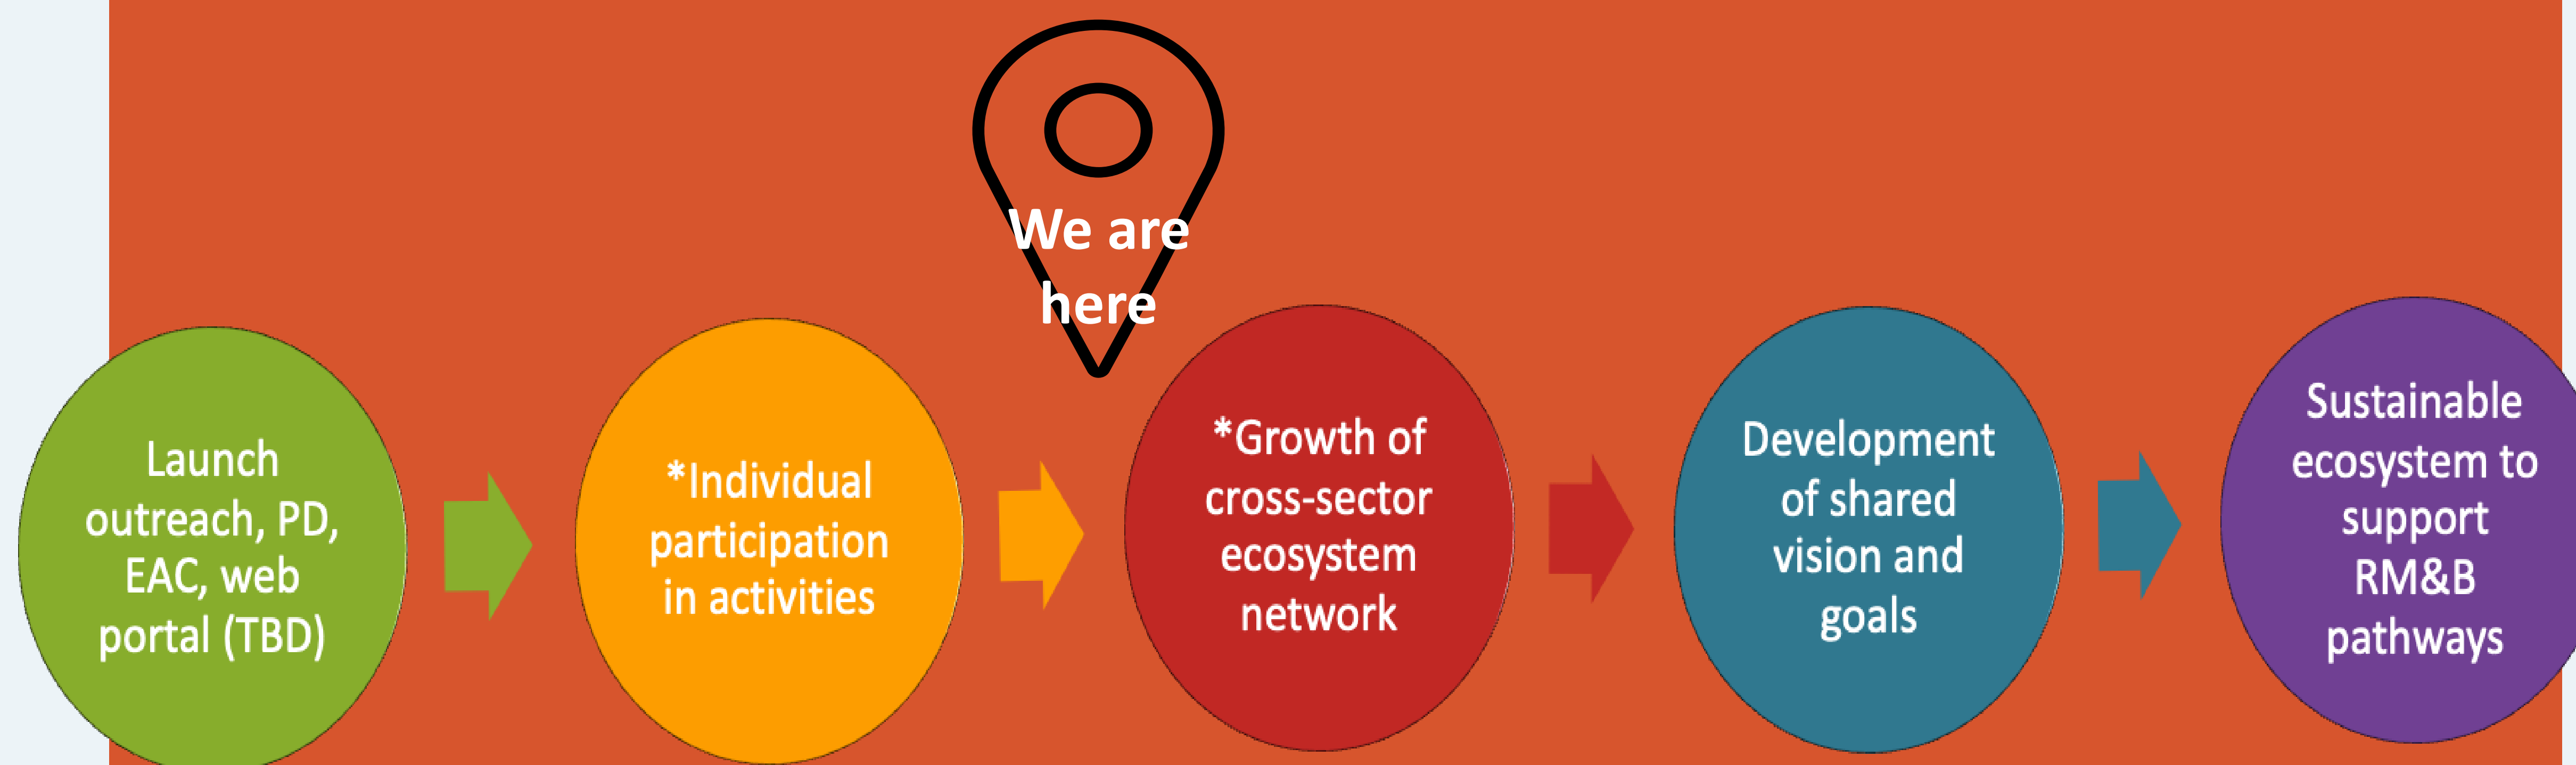 We are
here
Launch
outreach, PD,
EAC, web
portal (TBD)
*Individual
participation
in activities
*Growth of
cross-sector
ecosystem
network
Development
of shared
vision and
goals
Sustainable
ecosystem to
support
RM&B
pathways